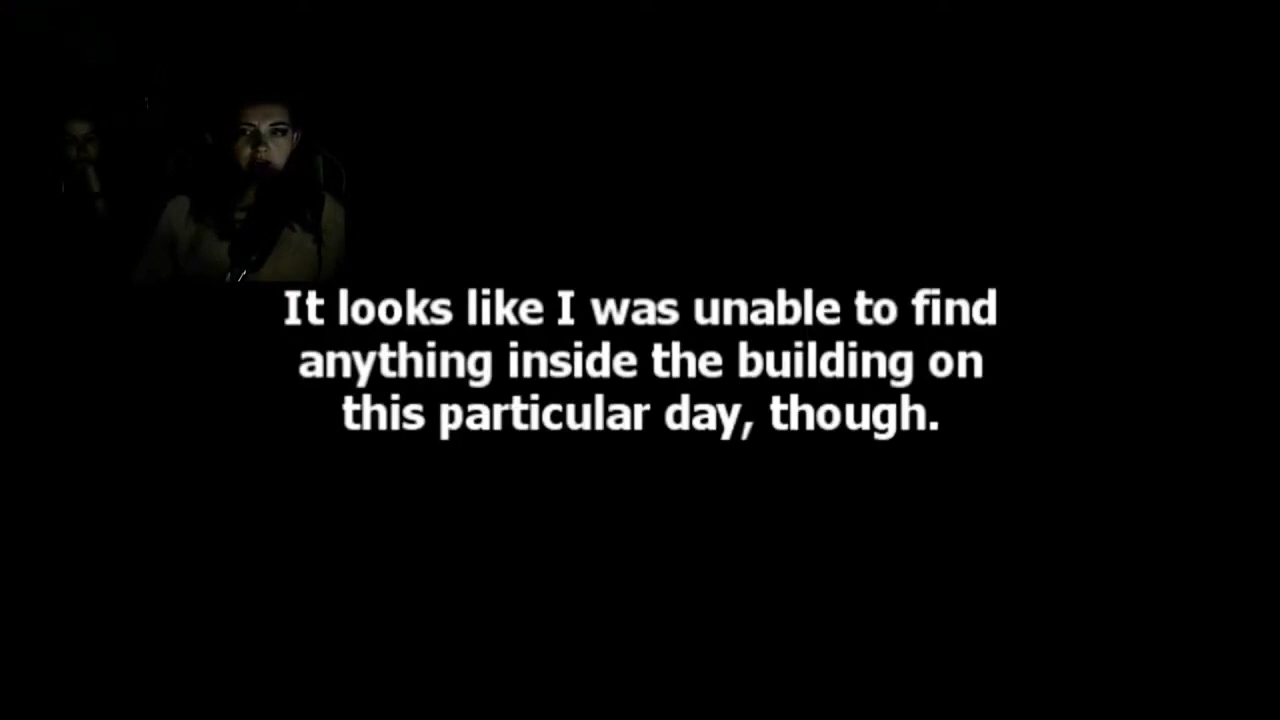 It looks like I was unable to find
anything inside the building on
this particular day, though.